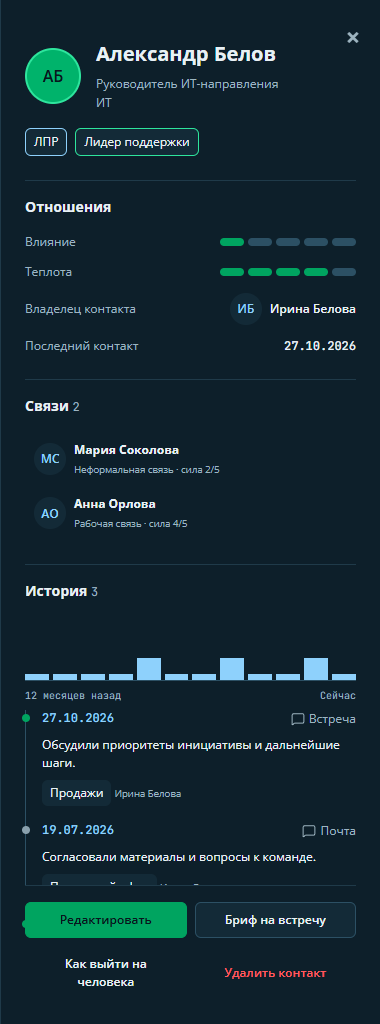 Александр Белов
АБ
Руководитель ИТ-направления
ИТ
ЛПР
Лидер поддержки
Отношения
Влияние
Теплота
Владелец контакта
ИБ
Ирина Белова
Последний контакт
27.10.2026
Связи 2
МС
Мария Соколова
Неформальная связь · сила 2/5
АО
Анна Орлова
Рабочая связь · сила 4/5
История 3
12 месяцев назад
Сейчас
27.10.2026
Встреча
Обсудили приоритеты инициативы и дальнейшие
шаги.
Продажи
Ирина Белова
19.07.2026
Почта
Согласовали материалы и вопросы к команде.
Редактировать
Бриф на встречу
Как выйти на
человека
Удалить контакт